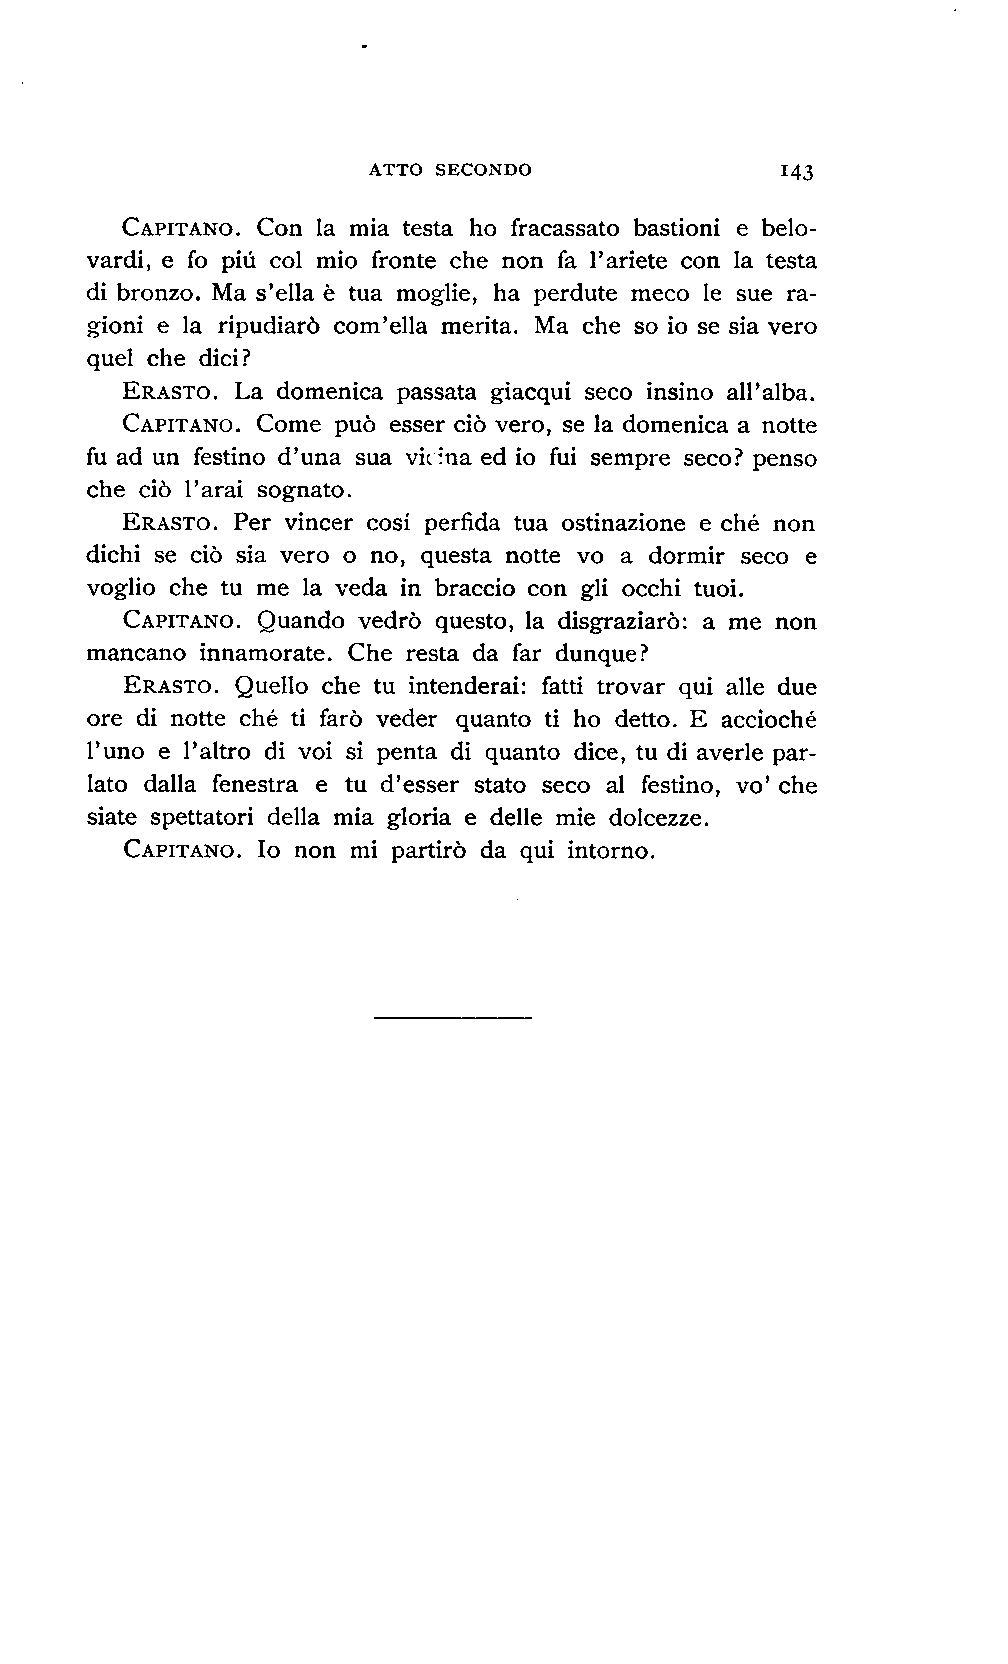 ATTO SECONDO 143
CAPITANO. Con la mia testa ho fracassato bastioni e belo-
vardi, e fo piú col mio fronte che non fa l'ariete con la testa
di bronzo. Ma s'ella è tua moglie, ha perdute meco le sue ra-
gioni e la ripudiarò com'ella merita. Ma che so io se sia vero
quel che dici?
ERASTO. La domenica passata giacqui seco insino all'alba.
CAPITANO. Come può esser ciò vero, se la domenica a notte
fu ad un festino d'una sua vicina ed io fui sempre seco? penso
che ciò l'arai sognato.
ERASTO. Per vincer cosí perfida tua ostinazione e ché non
dichi se ciò sia vero o no, questa notte vo a dormir seco e
voglio che tu me la veda in braccio con gli occhi tuoi.
CAPITANO. Quando vedrò questo, la disgraziarò: a me non
mancano innamorate. Che resta da far dunque?
ERASTO. Quello che tu intenderai: fatti trovar qui alle due
ore di notte ché ti farò veder quanto ti ho detto. E accioché
l'uno e l'altro di voi si penta di quanto dice, tu di averle par-
lato dalla fenestra e tu d'esser stato seco al festino, vo' che
siate spettatori della mia gloria e delle mie dolcezze.
CAPITANO. Io non mi partirò da qui intorno.